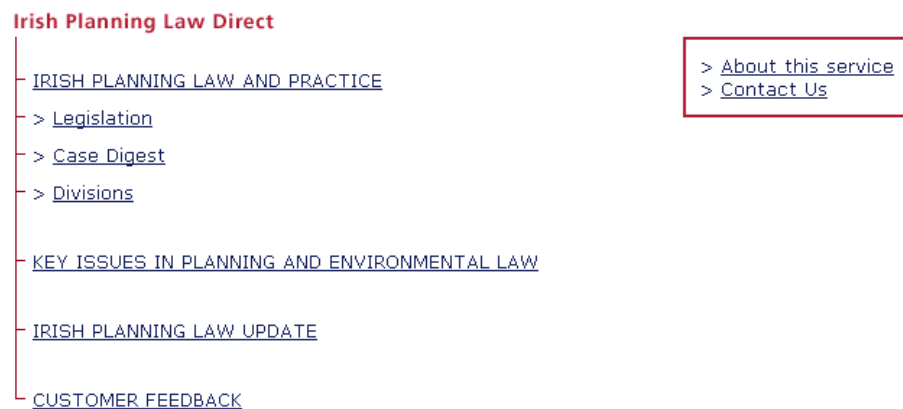 Irish Planning Law Direct
IRISH PLANNING LAW AND PRACTICE
> Legislation
> Case Digest
> Divisions
KEY ISSUES IN PLANNING AND ENVIRONMENTAL LAW
IRISH PLANNING LAW UPDATE
CUSTOMER FEEDBACK
> About this service
> Contact Us